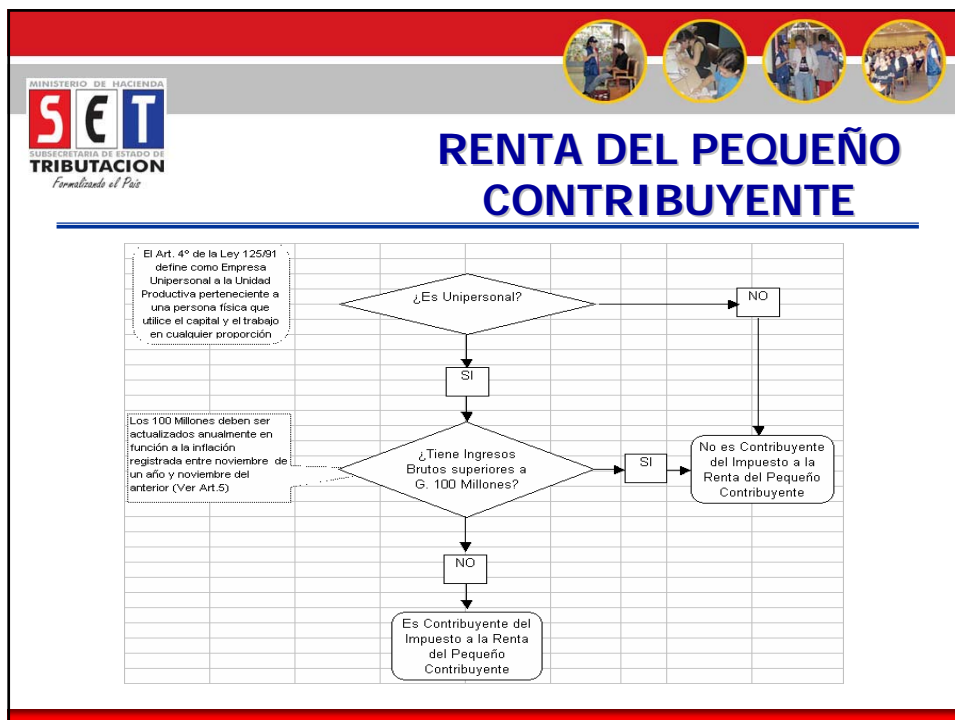 MINISTERIO DE HACIENDA
SET
SUBSECRETARIA DE ESTADO DE
TRIBUTACION
Formalizando el País
RENTA DEL PEQUEÑO
CONTRIBUYENTE
El Art. 4º de la Ley 125/91
define como Empresa
Unipersonal a la Unidad
Productiva perteneciente a
una persona física que
utilice el capital y el trabajo
en cualquier proporción
¿Es Unipersonal?
NO
SI
Los 100 Millones deben ser
actualizados anualmente en
función a la inflación
registrada entre noviembre de
un año y noviembre del
anterior (Ver Art.5)
¿Tiene Ingresos
Brutos superiores a
G. 100 Millones?
SI
No es Contribuyente
del Impuesto a la
Renta del Pequeño
Contribuyente
NO
Es Contribuyente del
Impuesto a la Renta
del Pequeño
Contribuyente